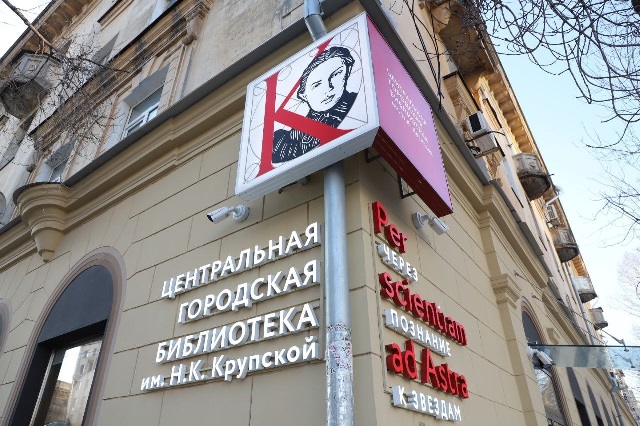 К
ЦЕНТРАЛЬНАЯ
ГОРОДСКАЯ
БИБЛИОТЕКА
им. Н.К. Крупской
Per
ЧЕРЕЗ
scientiam
ПОЗНАНИЕ
ad Astra
К ЗВЕЗДАМ